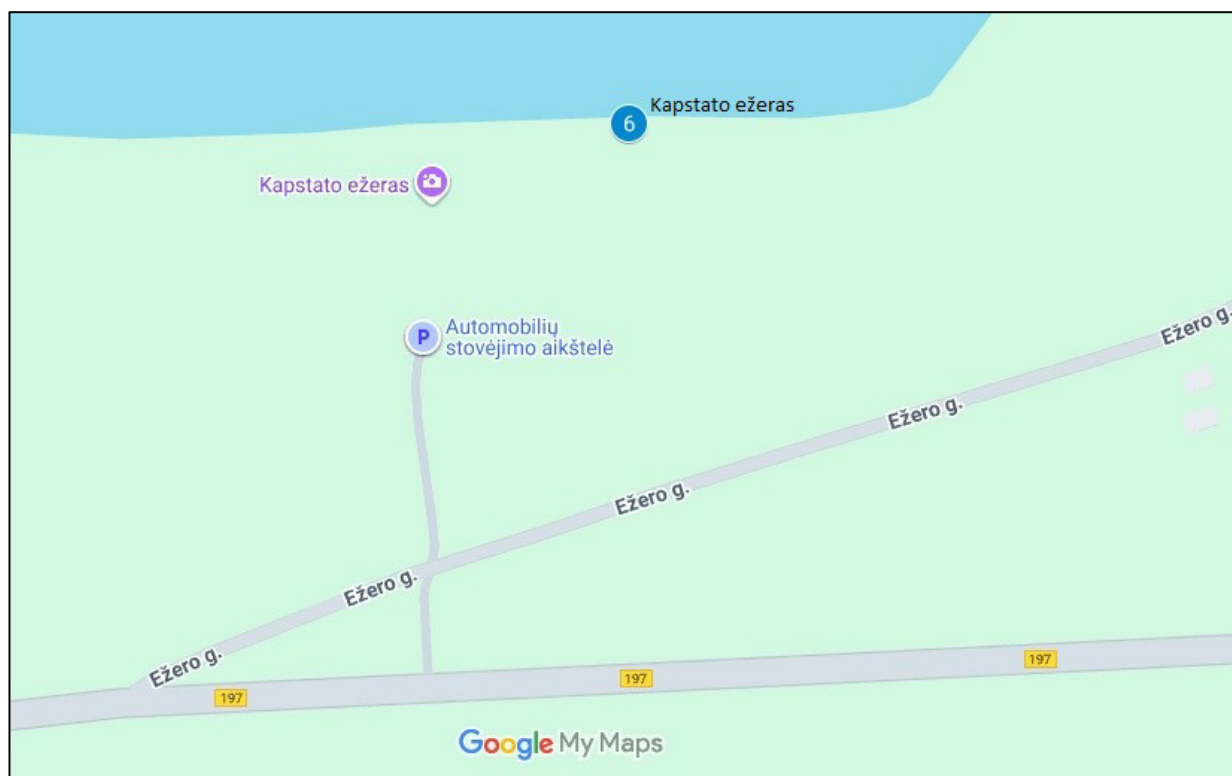 Kapstato ežeras
6
Kapstato ežeras
P
Automobilių
stovėjimo aikštelė
Ežero g.
Ežero g.
Ežero g.
Ežero g.
Ežero g.
197
197
197
Google My Maps